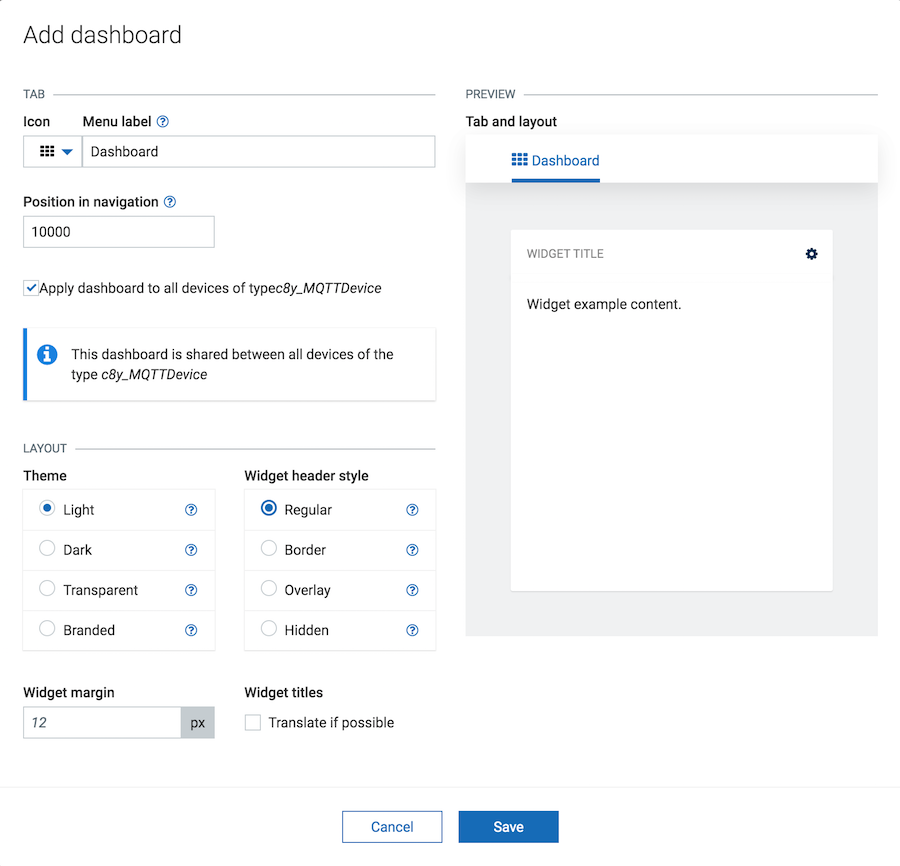 Add dashboard
TAB
Icon
Menu label
Dashboard
Position in navigation
10000
Apply dashboard to all devices of typec8y_MQTTDevice
This dashboard is shared between all devices of the
type c8y_MQTTDevice
LAYOUT
Theme
Light
Dark
Transparent
Branded
Widget header style
Regular
Border
Overlay
Hidden
Widget margin
12
px
Widget titles
Translate if possible
PREVIEW
Tab and layout
Dashboard
WIDGET TITLE
Widget example content.
Cancel
Save